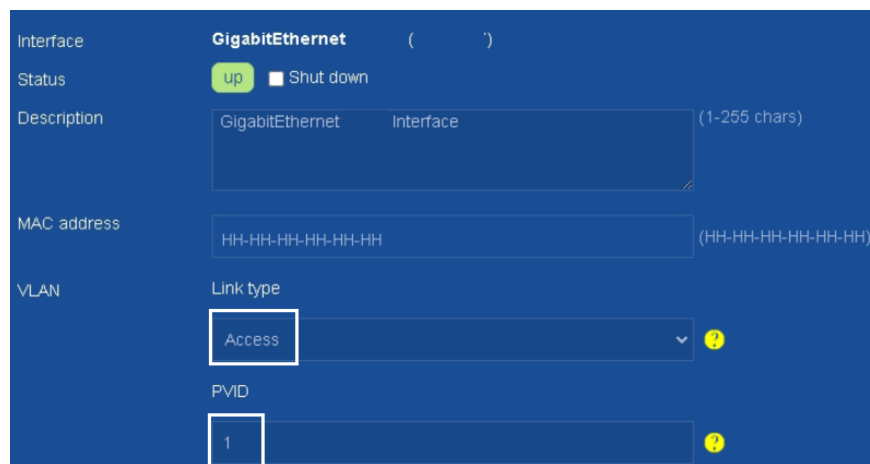 Interface GigabitEthernet ( ')
Status up Shut down
Description GigabitEthernet Interface (1-255 chars)
MAC address HH-HH-HH-HH-HH-HH (HH-HH-HH-HH-HH-HH)
VLAN Link type
Access ?
PVID
1 ?